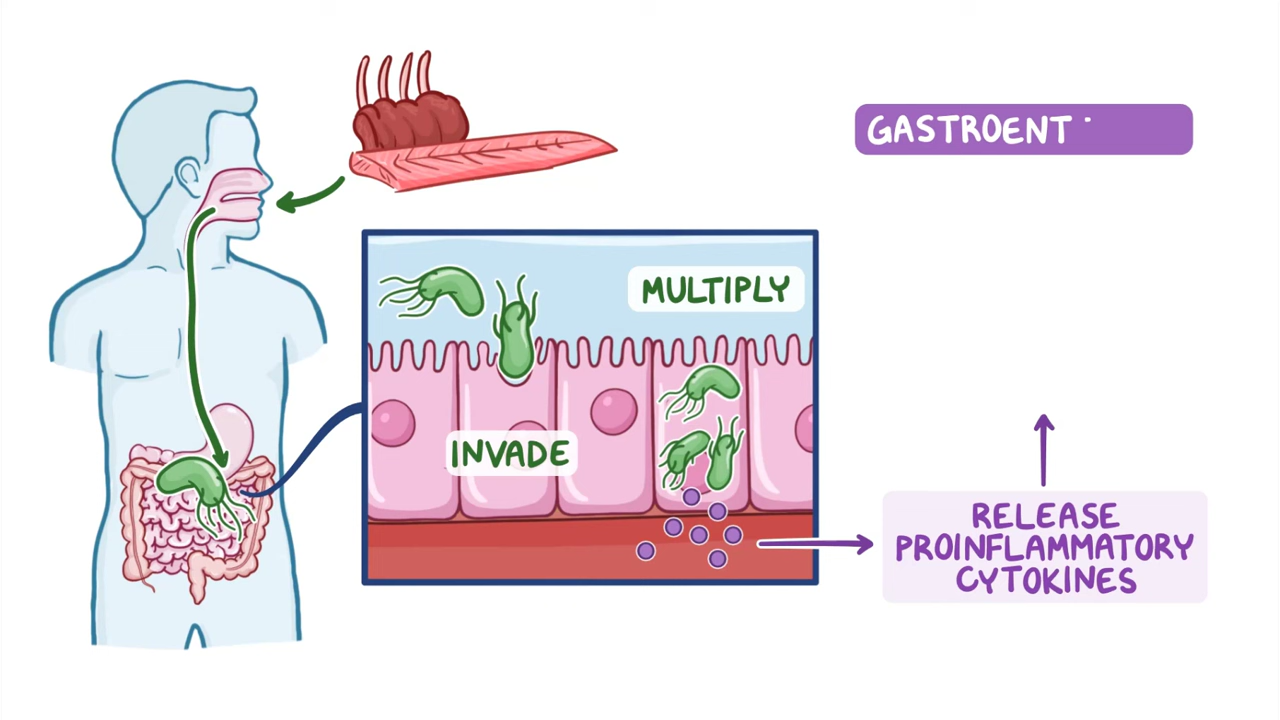 GASTROENT
MULTIPLY
INVADE
RELEASE
PROINFLAMMATORY
CYTOKINES